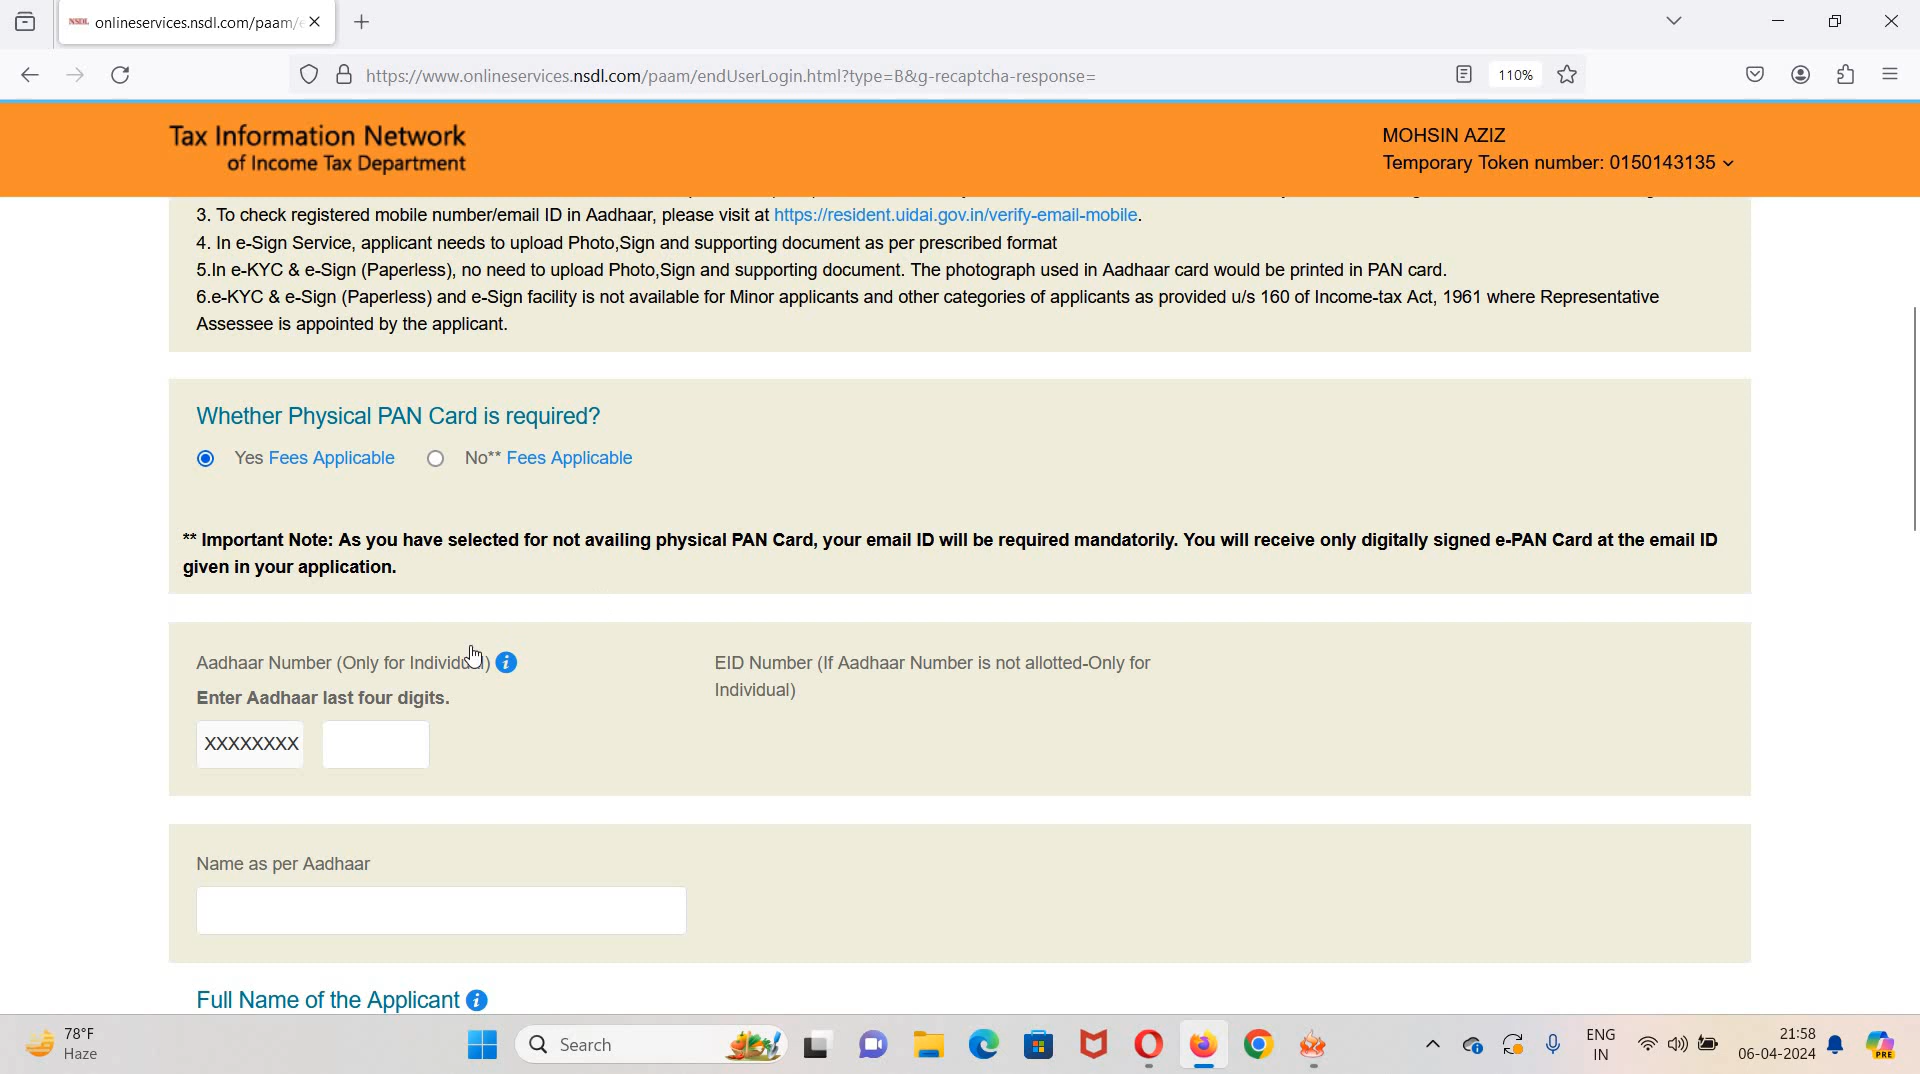 NSDL onlineservices.nsdl.com/paam/e
https://www.onlineservices.nsdl.com/paam/endUserLogin.html?type=B&g-recaptcha-response=
110%
Tax Information Network
of Income Tax Department
MOHSIN AZIZ
Temporary Token number: 0150143135
3. To check registered mobile number/email ID in Aadhaar, please visit at https://resident.uidai.gov.in/verify-email-mobile.
4. In e-Sign Service, applicant needs to upload Photo,Sign and supporting document as per prescribed format
5.In e-KYC & e-Sign (Paperless), no need to upload Photo,Sign and supporting document. The photograph used in Aadhaar card would be printed in PAN card.
6.e-KYC & e-Sign (Paperless) and e-Sign facility is not available for Minor applicants and other categories of applicants as provided u/s 160 of Income-tax Act, 1961 where Representative
Assessee is appointed by the applicant.
Whether Physical PAN Card is required?
Yes Fees Applicable No** Fees Applicable
** Important Note: As you have selected for not availing physical PAN Card, your email ID will be required mandatorily. You will receive only digitally signed e-PAN Card at the email ID
given in your application.
Aadhaar Number (Only for Individual)
Enter Aadhaar last four digits.
XXXXXXXX
EID Number (If Aadhaar Number is not allotted-Only for
Individual)
Name as per Aadhaar
Full Name of the Applicant
78°F
Haze
Search
ENG
IN
21:58
06-04-2024
PRE